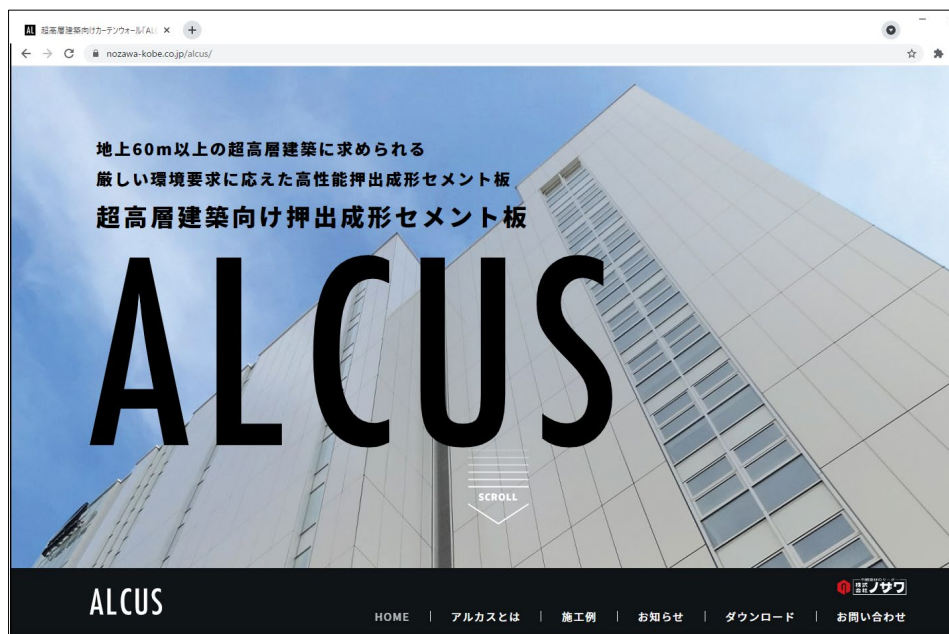 超高層建築向けカーテンウォール「AL
nozawa-kobe.co.jp/alcus/
地上60m以上の超高層建築に求められる
厳しい環境要求に応えた高性能押出成形セメント板
超高層建築向け押出成形セメント板
ALCUS
SCROLL
ALCUS
株式会社ノザワ
HOME | アルカスとは | 施工例 | お知らせ | ダウンロード | お問い合わせ